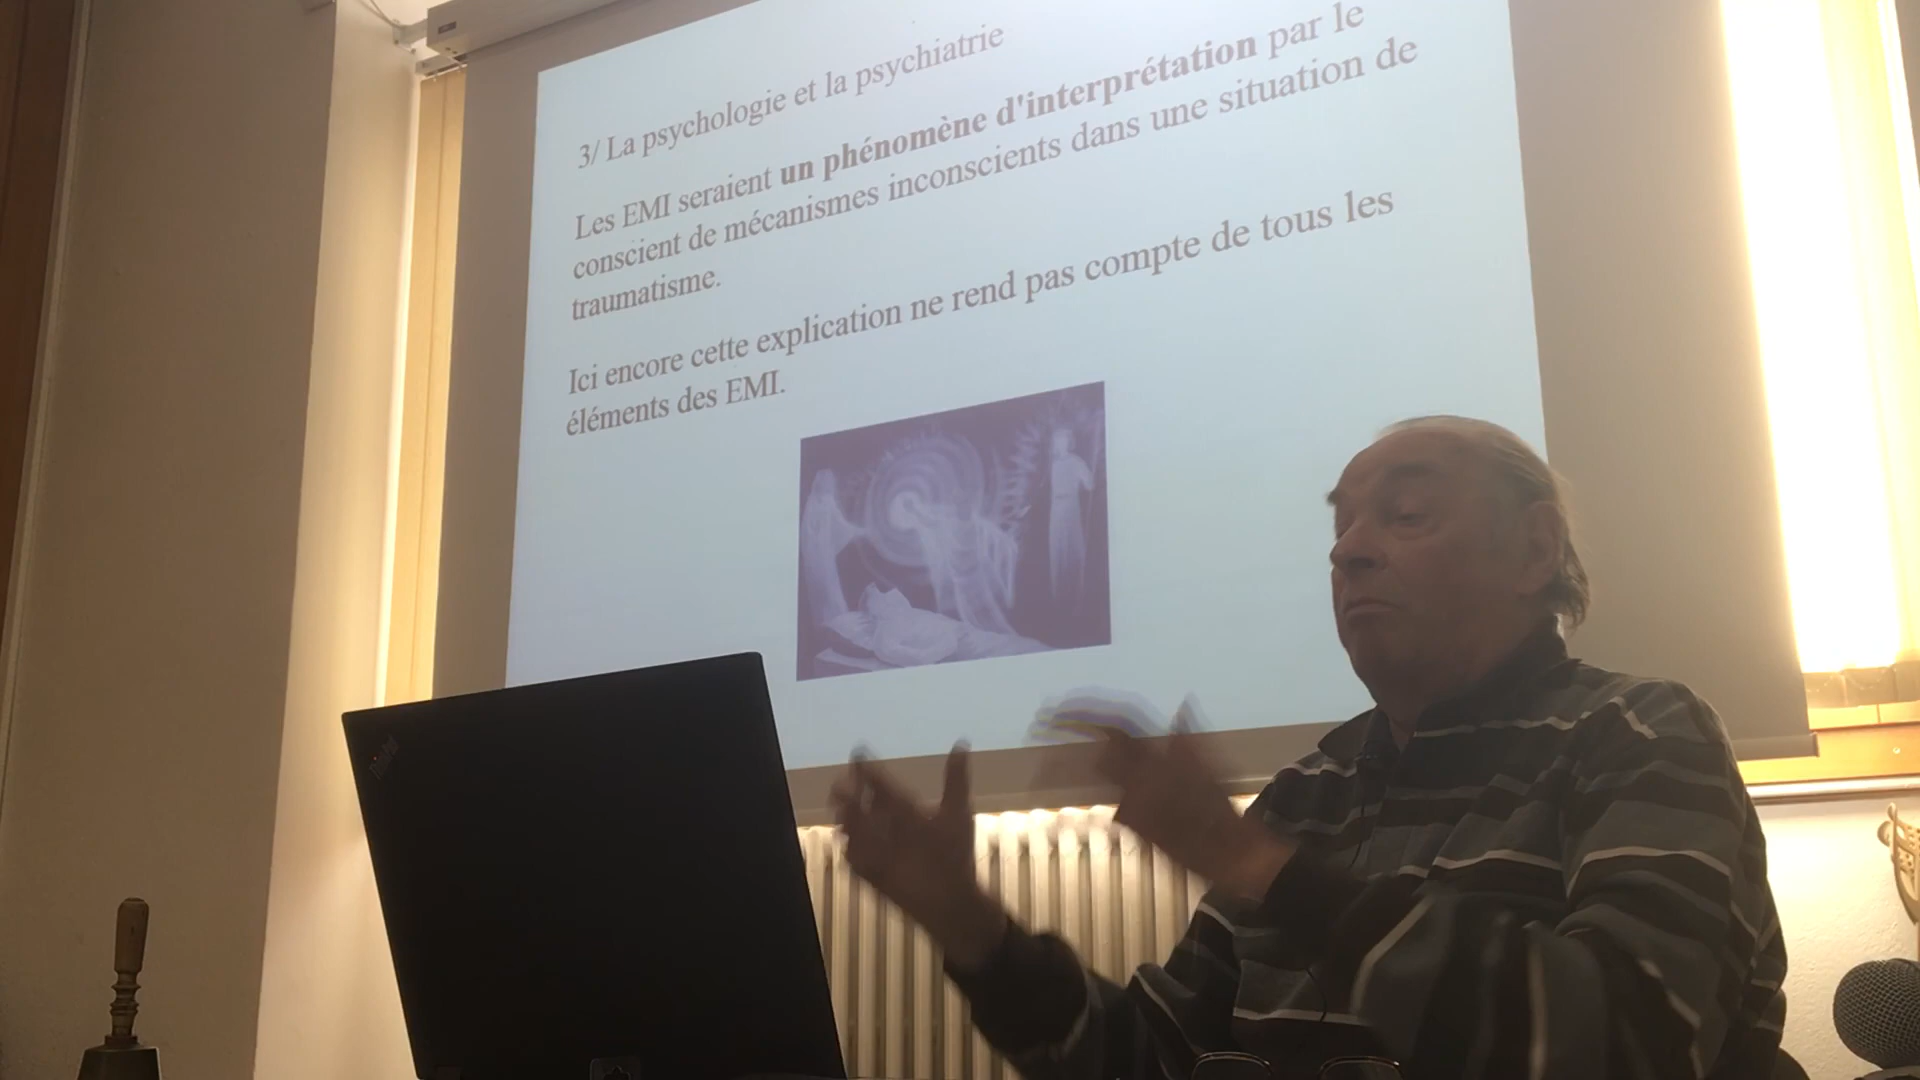 3/ La psychologie et la psychiatrie
Les EMI seraient un phénomène d'interprétation par le
conscient de mécanismes inconscients dans une situation de
traumatisme.
Ici encore cette explication ne rend pas compte de tous les
éléments des EMI.
ThinkPad